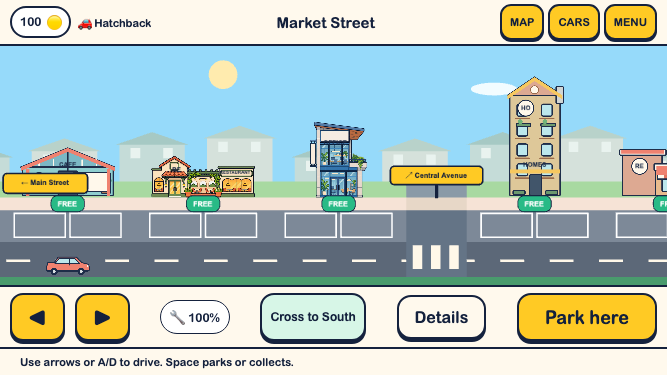 100
Hatchback
Market Street
MAP
CARS
MENU
HO
CAFE
RESTAURANT
HOMES
RE
← Main Street
↗ Central Avenue
FREE
FREE
FREE
FREE
F
◀
▶
100%
Cross to South
Details
Park here
Use arrows or A/D to drive. Space parks or collects.